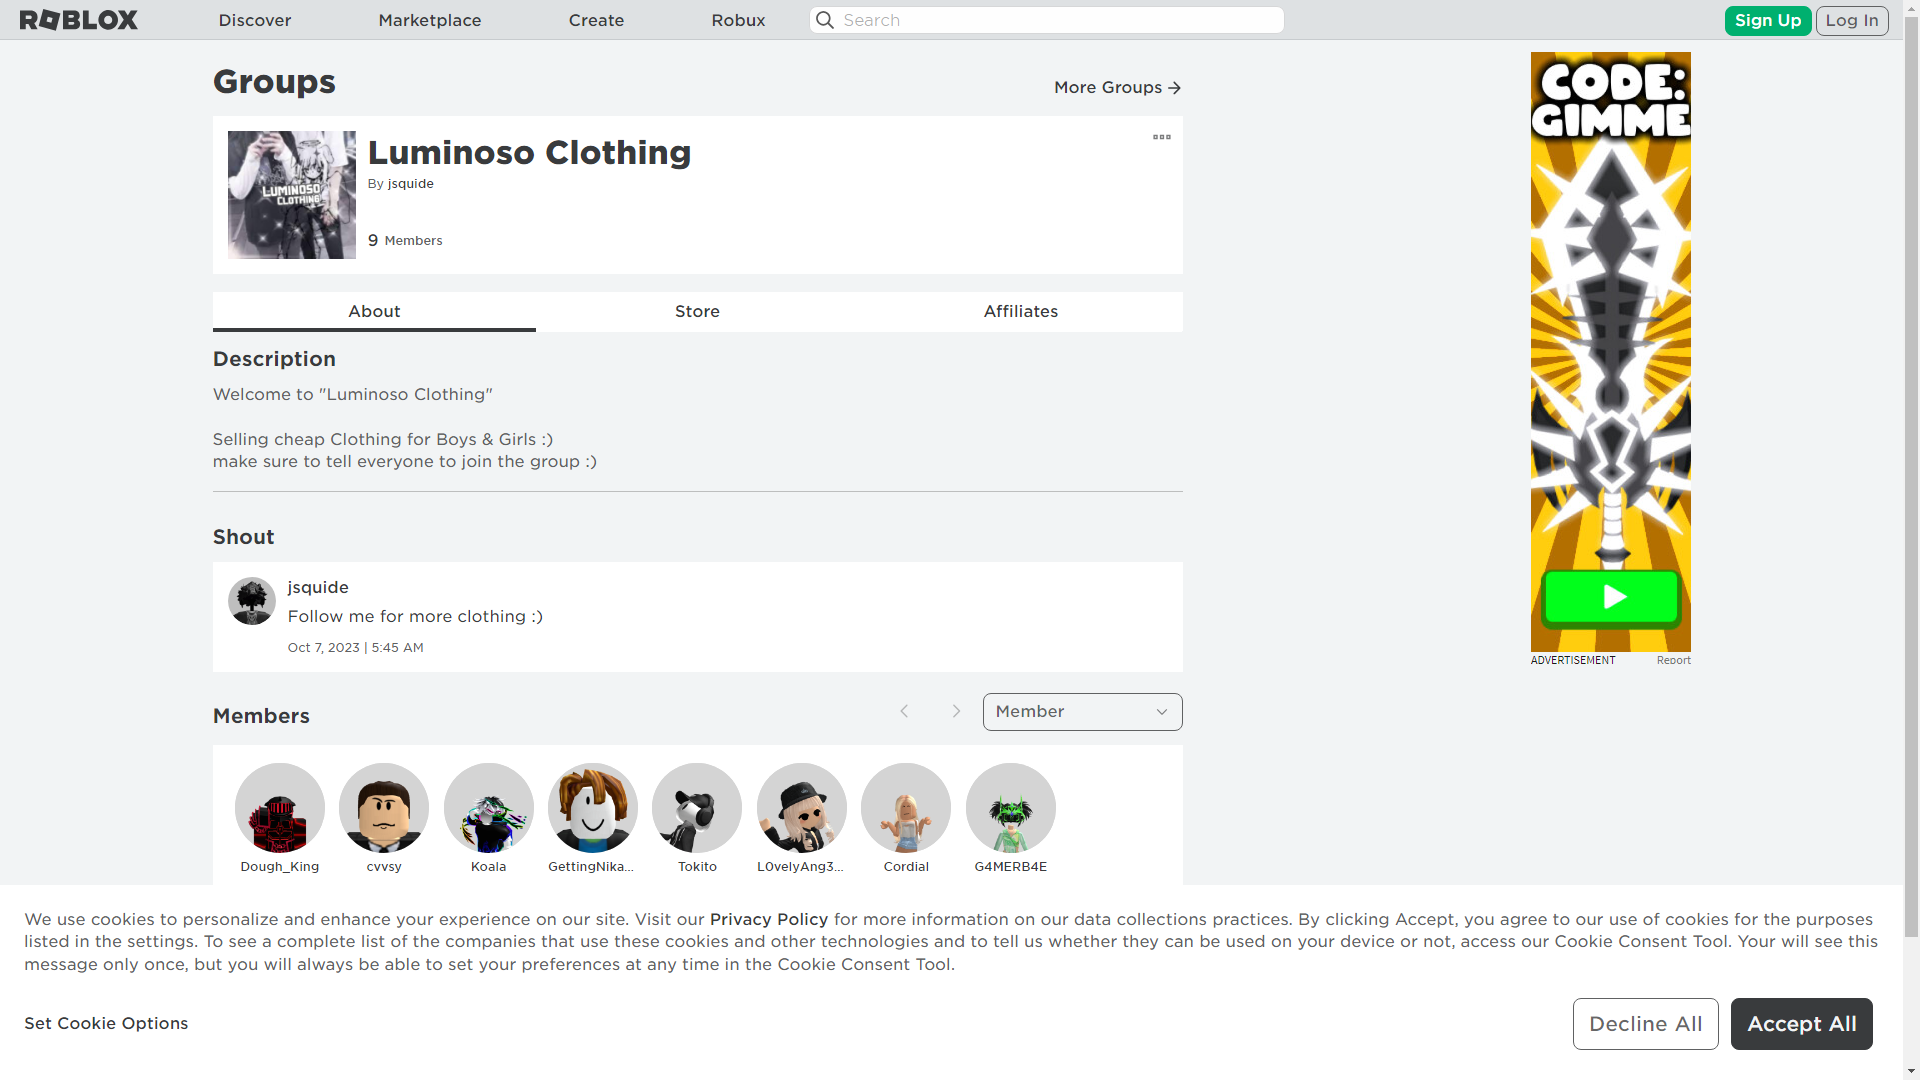 ROBLOX
Discover
Marketplace
Create
Robux
Search
Sign Up
Log In
Groups
More Groups
LUMINOSO
CLOTHING
Luminoso Clothing
By jsquide
9 Members
About
Store
Affiliates
Description
Welcome to "Luminoso Clothing"
Selling cheap Clothing for Boys & Girls :)
make sure to tell everyone to join the group :)
Shout
jsquide
Follow me for more clothing :)
Oct 7, 2023 | 5:45 AM
Members
Member
Dough_King
cvvsy
Koala
GettingNika...
Tokito
L0velyAng3...
Cordial
G4MERB4E
CODE:
GIMME
ADVERTISEMENT
Report
We use cookies to personalize and enhance your experience on our site. Visit our Privacy Policy for more information on our data collections practices. By clicking Accept, you agree to our use of cookies for the purposes
listed in the settings. To see a complete list of the companies that use these cookies and other technologies and to tell us whether they can be used on your device or not, access our Cookie Consent Tool. Your will see this
message only once, but you will always be able to set your preferences at any time in the Cookie Consent Tool.
Set Cookie Options
Decline All
Accept All